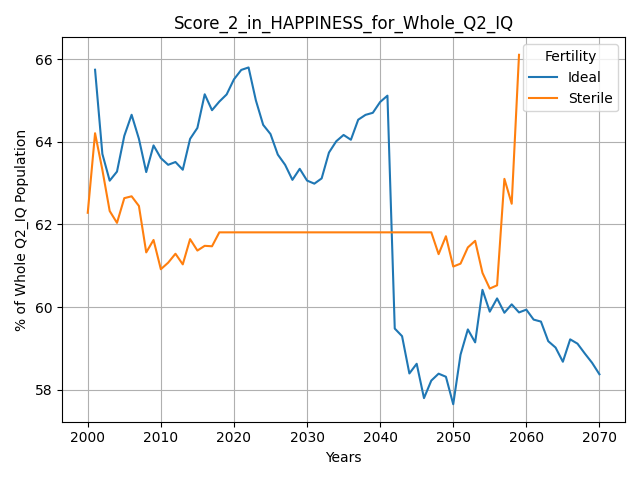 Score_2_in_HAPPINESS_for_Whole_Q2_IQ
% of Whole Q2_IQ Population
66
64
62
60
58
Fertility
Ideal
Sterile
2000 2010 2020 2030 2040 2050 2060 2070
Years